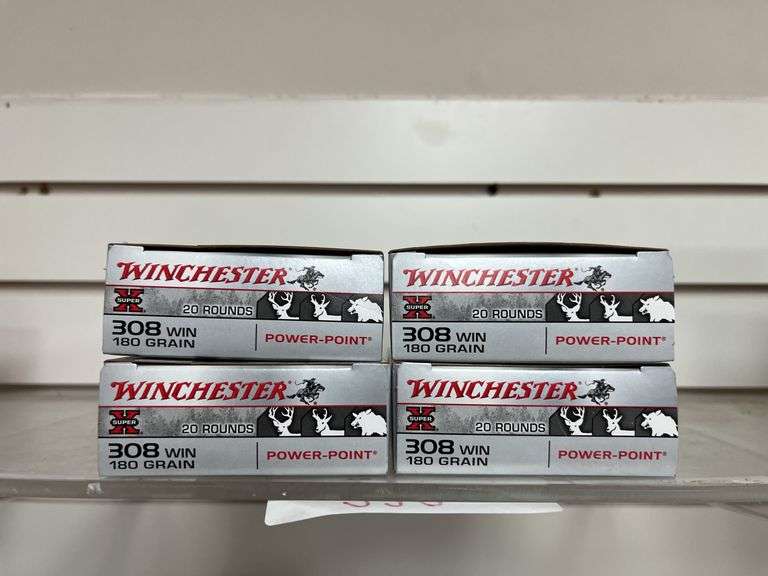 WINCHESTER
X
SUPER
20 ROUNDS
308 WIN
180 GRAIN
POWER-POINT®
WINCHESTER
X
SUPER
20 ROUNDS
308 WIN
180 GRAIN
POWER-POINT®
WINCHESTER
X
SUPER
20 ROUNDS
308 WIN
180 GRAIN
POWER-POINT®
WINCHESTER
X
SUPER
20 ROUNDS
308 WIN
180 GRAIN
POWER-POINT®